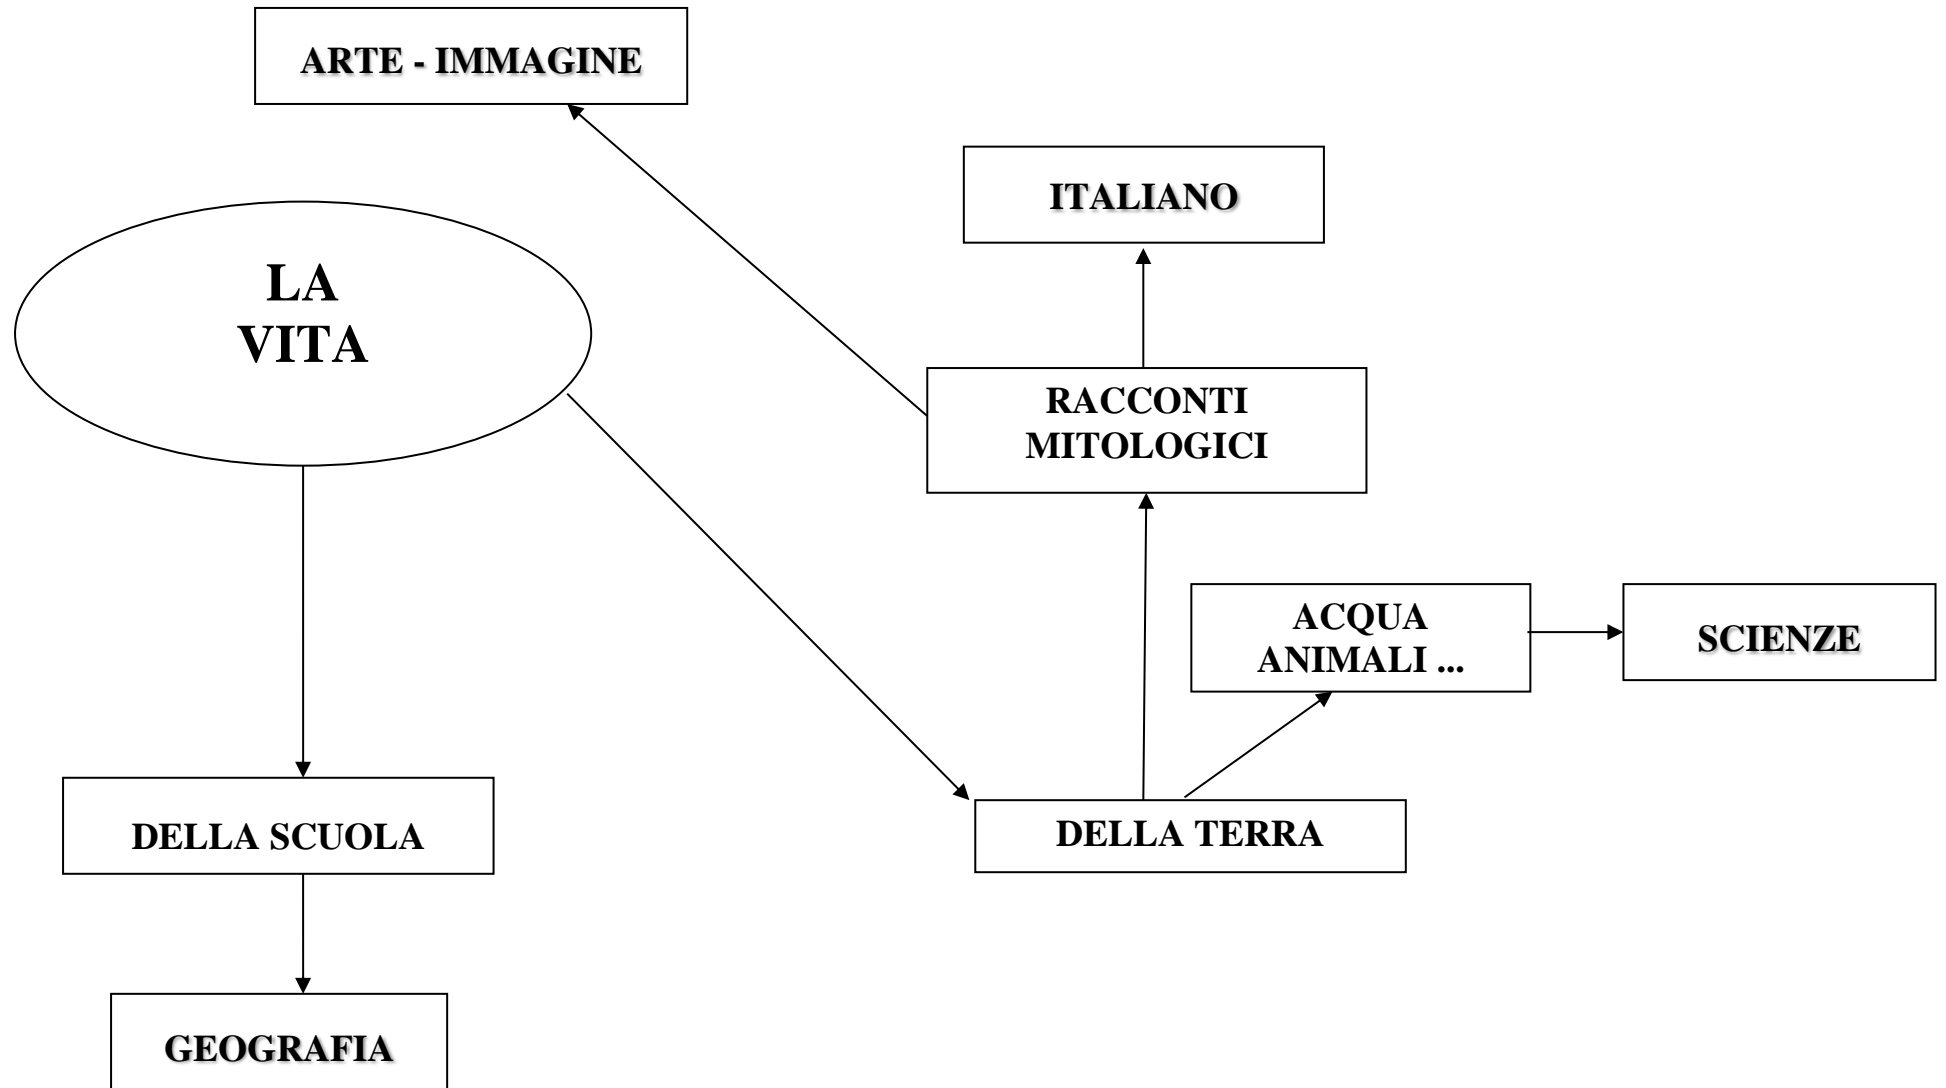 ARTE - IMMAGINE
ITALIANO
LA
VITA
RACCONTI
MITOLOGICI
ACQUA
ANIMALI ...
SCIENZE
DELLA SCUOLA
DELLA TERRA
GEOGRAFIA